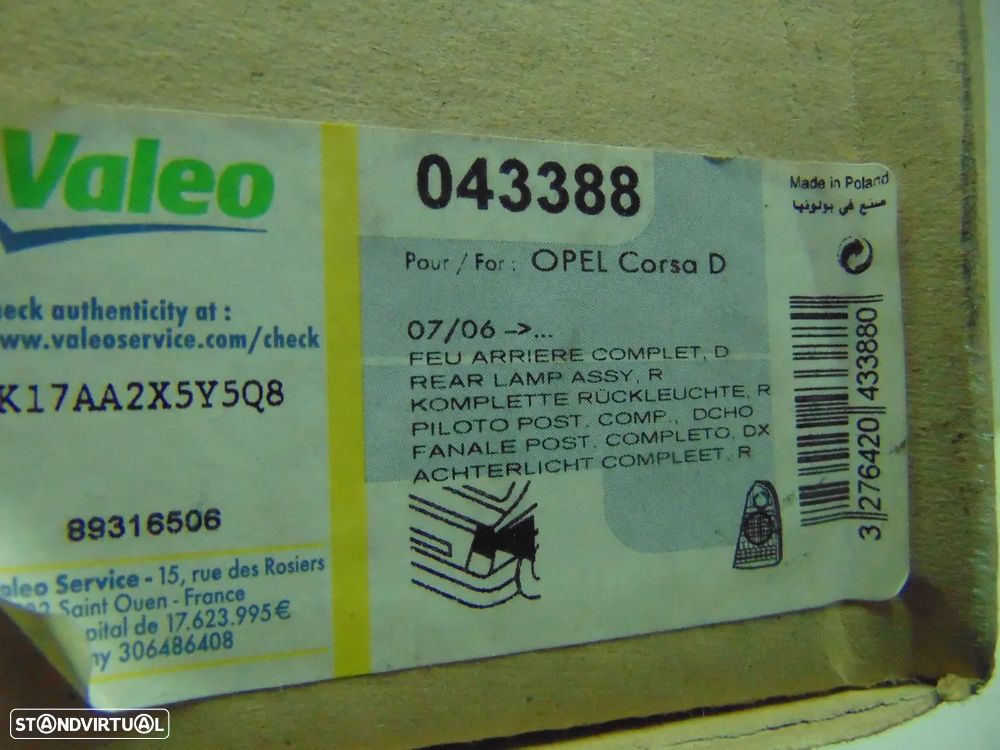 Valeo
eck authenticity at :
ww.valeoservice.com/check
K17AA2X5Y5Q8
89316506
aleo Service - 15, rue des Rosiers
Saint Ouen - France
pital de 17.623.995€
ny 306486408
043388
Pour / For : OPEL Corsa D
07/06 ->...
FEU ARRIERE COMPLET, D
REAR LAMP ASSY, R
KOMPLETTE RÜCKLEUCHTE, R
PILOTO POST. COMP., DCHO
FANALE POST. COMPLETO, DX
ACHTERLICHT COMPLEET, R
Made in Poland
صنع في بولونيا
3 276420 433880
STANDVIRTUAL